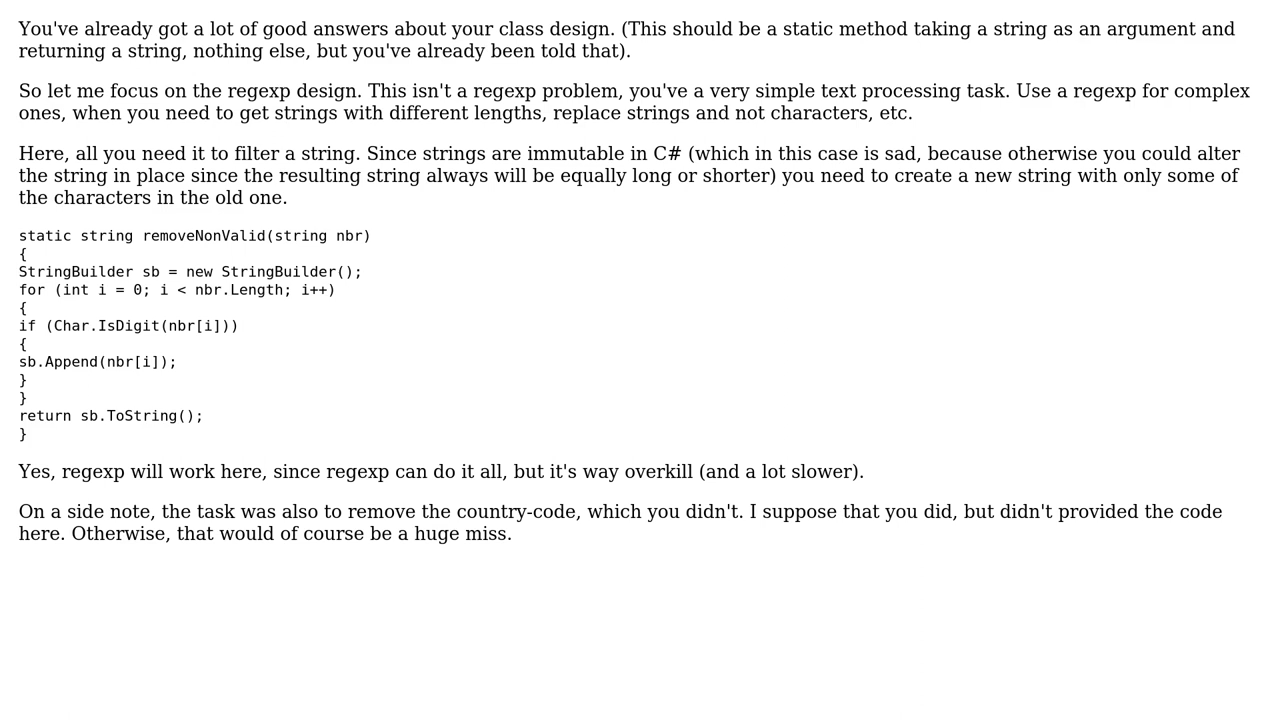 You've already got a lot of good answers about your class design. (This should be a static method taking a string as an argument and
returning a string, nothing else, but you've already been told that).
So let me focus on the regexp design. This isn't a regexp problem, you've a very simple text processing task. Use a regexp for complex
ones, when you need to get strings with different lengths, replace strings and not characters, etc.
Here, all you need it to filter a string. Since strings are immutable in C# (which in this case is sad, because otherwise you could alter
the string in place since the resulting string always will be equally long or shorter) you need to create a new string with only some of
the characters in the old one.
static string removeNonValid(string nbr)
{
StringBuilder sb = new StringBuilder();
for (int i = 0; i < nbr.Length; i++)
{
if (Char.IsDigit(nbr[i]))
{
sb.Append(nbr[i]);
}
}
return sb.ToString();
}
Yes, regexp will work here, since regexp can do it all, but it's way overkill (and a lot slower).
On a side note, the task was also to remove the country-code, which you didn't. I suppose that you did, but didn't provided the code
here. Otherwise, that would of course be a huge miss.